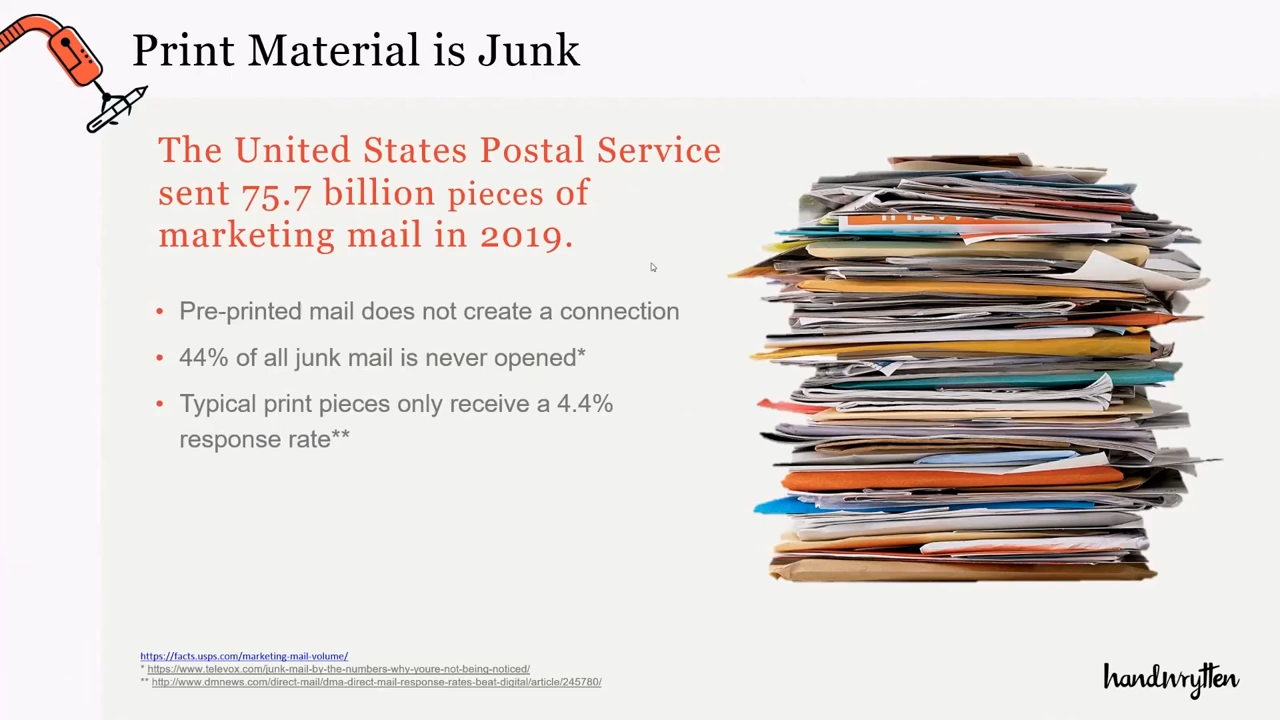 Print Material is Junk
The United States Postal Service
sent 75.7 billion pieces of
marketing mail in 2019.
• Pre-printed mail does not create a connection
• 44% of all junk mail is never opened*
• Typical print pieces only receive a 4.4%
response rate**
https://facts.usps.com/marketing-mail-volume/
* https://www.televox.com/junk-mail-by-the-numbers-why-youre-not-being-noticed/
** http://www.dmnews.com/direct-mail/dma-direct-mail-response-rates-beat-digital/article/245780/
handwrytten